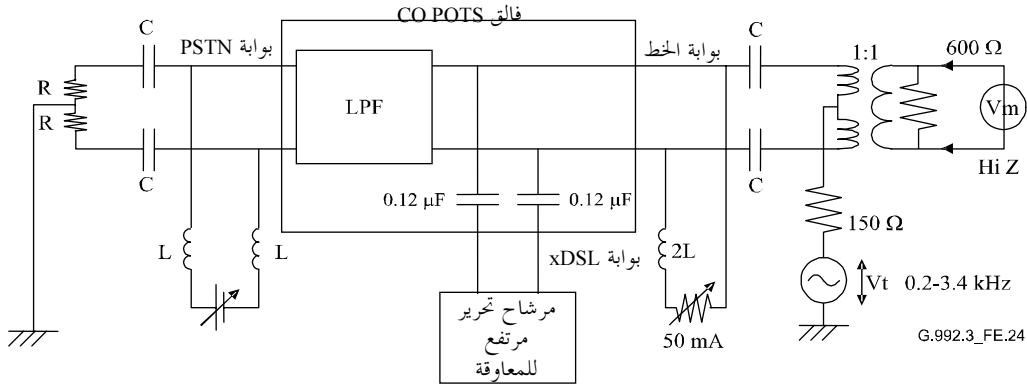 فالق CO POTS
بوابة PSTN
بوابة الخط
C
C
1:1
600 Ω
R
R
LPF
Vm
C
C
Hi Z
0.12 µF
0.12 µF
150 Ω
L
L
بوابة xDSL
2L
Vt
0.2-3.4 kHz
مرشاح تحرير
مرتفع
للمعاوقة
50 mA
G.992.3_FE.24